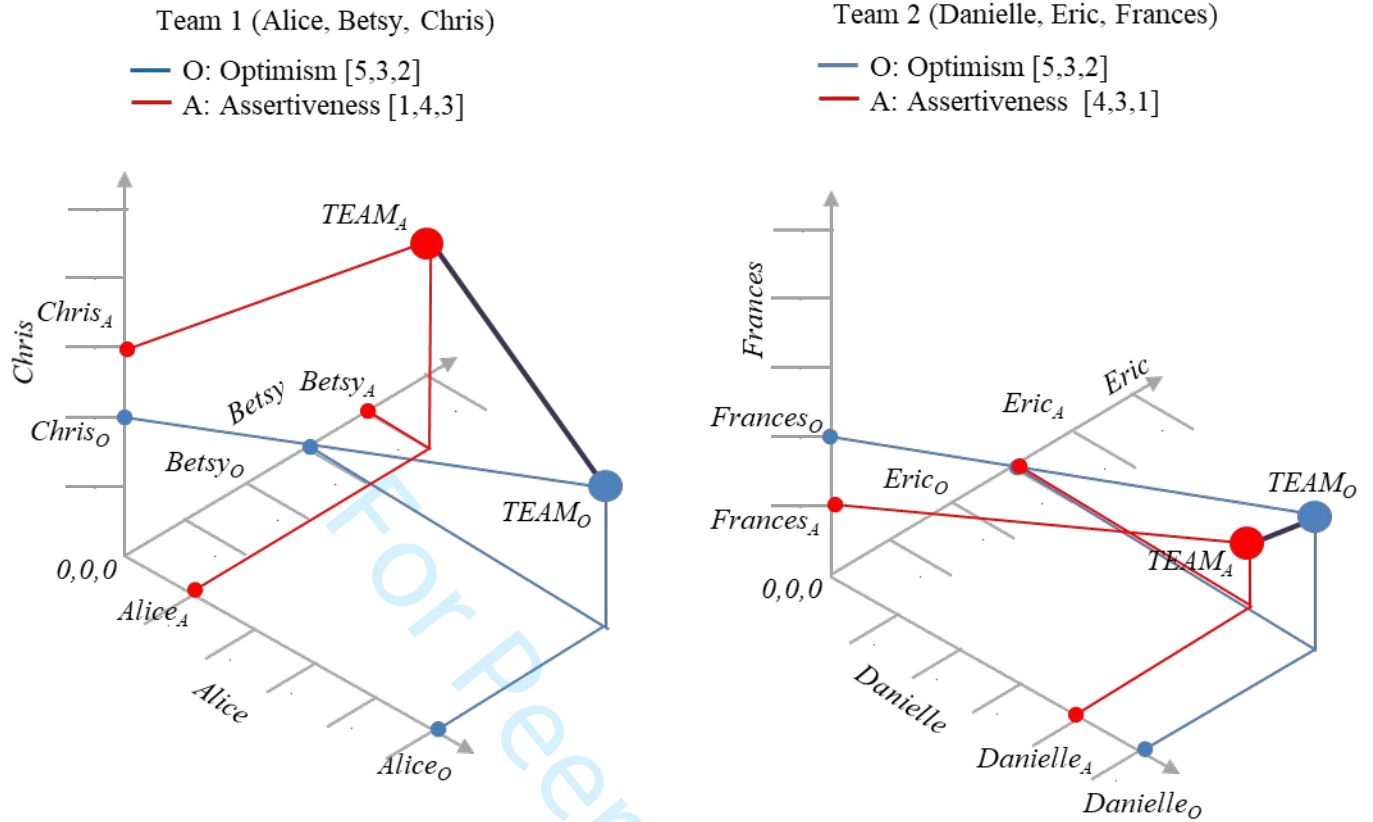 Team 1 (Alice, Betsy, Chris)
O: Optimism [5,3,2]
A: Assertiveness [1,4,3]
TEAM_A
Chris_A
Chris
Betsy_A
Betsy
Chris_O
Betsy_O
TEAM_O
0,0,0
Alice_A
Alice
Alice_O
For Peer
Team 2 (Danielle, Eric, Frances)
O: Optimism [5,3,2]
A: Assertiveness [4,3,1]
Frances
Eric
Eric_A
Frances_O
Eric_O
TEAM_O
Frances_A
TEAM_A
0,0,0
Danielle
Danielle_A
Danielle_O